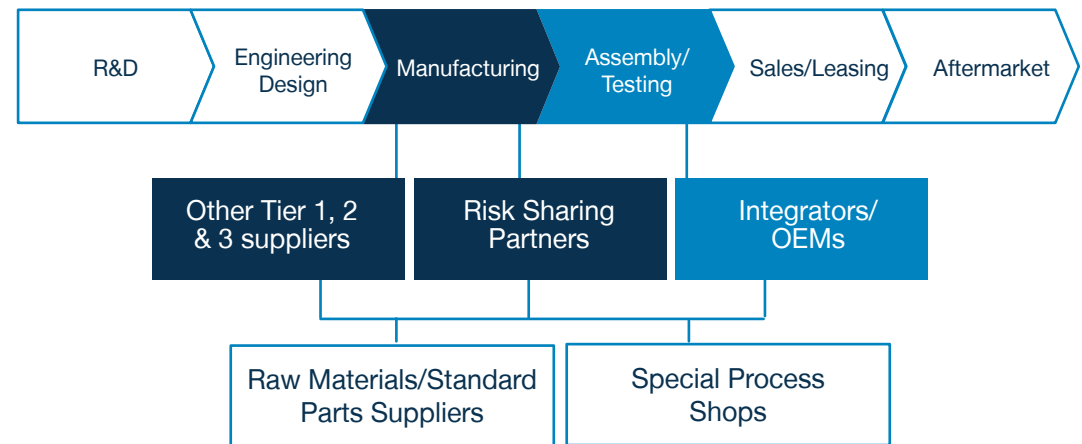 R&D
Engineering
Design
Manufacturing
Assembly/
Testing
Sales/Leasing
Aftermarket
Other Tier 1, 2
& 3 suppliers
Risk Sharing
Partners
Integrators/
OEMs
Raw Materials/Standard
Parts Suppliers
Special Process
Shops